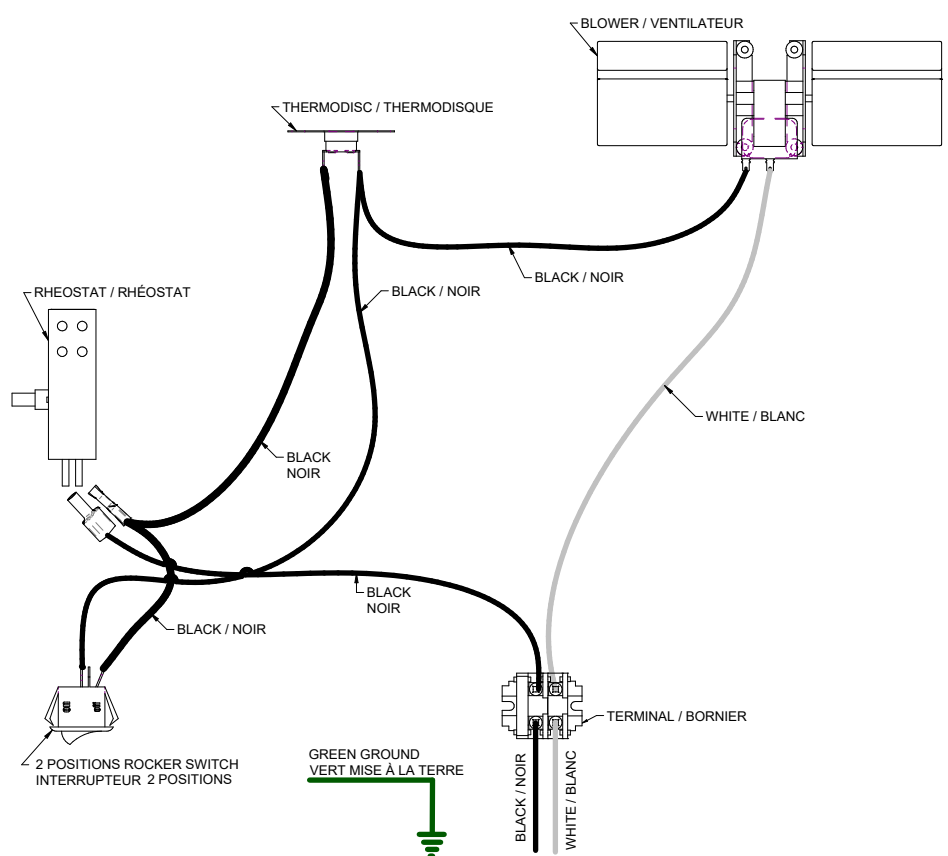 BLOWER / VENTILATEUR
THERMODISC / THERMODISQUE
BLACK / NOIR
BLACK / NOIR
RHEOSTAT / RHÉOSTAT
WHITE / BLANC
BLACK
NOIR
BLACK
NOIR
BLACK / NOIR
TERMINAL / BORNIER
2 POSITIONS ROCKER SWITCH
INTERRUPTEUR 2 POSITIONS
GREEN GROUND
VERT MISE À LA TERRE
BLACK / NOIR
WHITE / BLANC